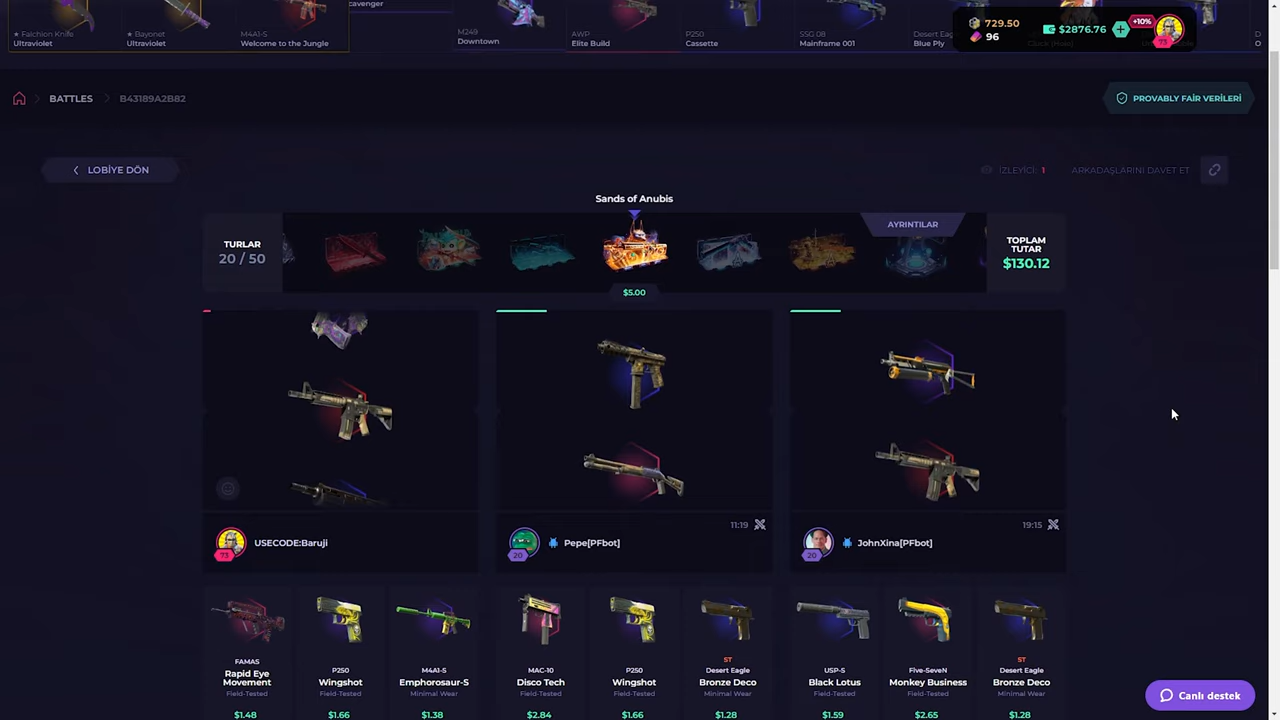 ★ Falchion Knife
Ultraviolet
★ Bayonet
Ultraviolet
M4A1-S
Welcome to the Jungle
cavenger
M249
Downtown
AWP
Elite Build
P250
Cassette
SSG 08
Mainframe 001
Desert E
Blue Ply
729.50
96
$2876.76
+10%
73
BATTLES
B43189A2B82
PROVABLY FAIR VERİLERİ
LOBİYE DÖN
İZLEYİCİ: 1
ARKADAŞLARINI DAVET ET
Sands of Anubis
TURLAR
20 / 50
AYRINTILAR
TOPLAM
TUTAR
$130.12
$5.00
73
USECODE:Baruji
11:19
20
Pepe[PFbot]
19:15
20
JohnXina[PFbot]
FAMAS
Rapid Eye
Movement
Field-Tested
$1.48
P250
Wingshot
Field-Tested
$1.66
M4A1-S
Emphorosaur-S
Minimal Wear
$1.38
MAC-10
Disco Tech
Field-Tested
$2.84
P250
Wingshot
Field-Tested
$1.66
ST
Desert Eagle
Bronze Deco
Minimal Wear
$1.28
USP-S
Black Lotus
Field-Tested
$1.59
Five-SeveN
Monkey Business
Field-Tested
$2.65
ST
Desert Eagle
Bronze Deco
Minimal Wear
$1.28
Canlı destek